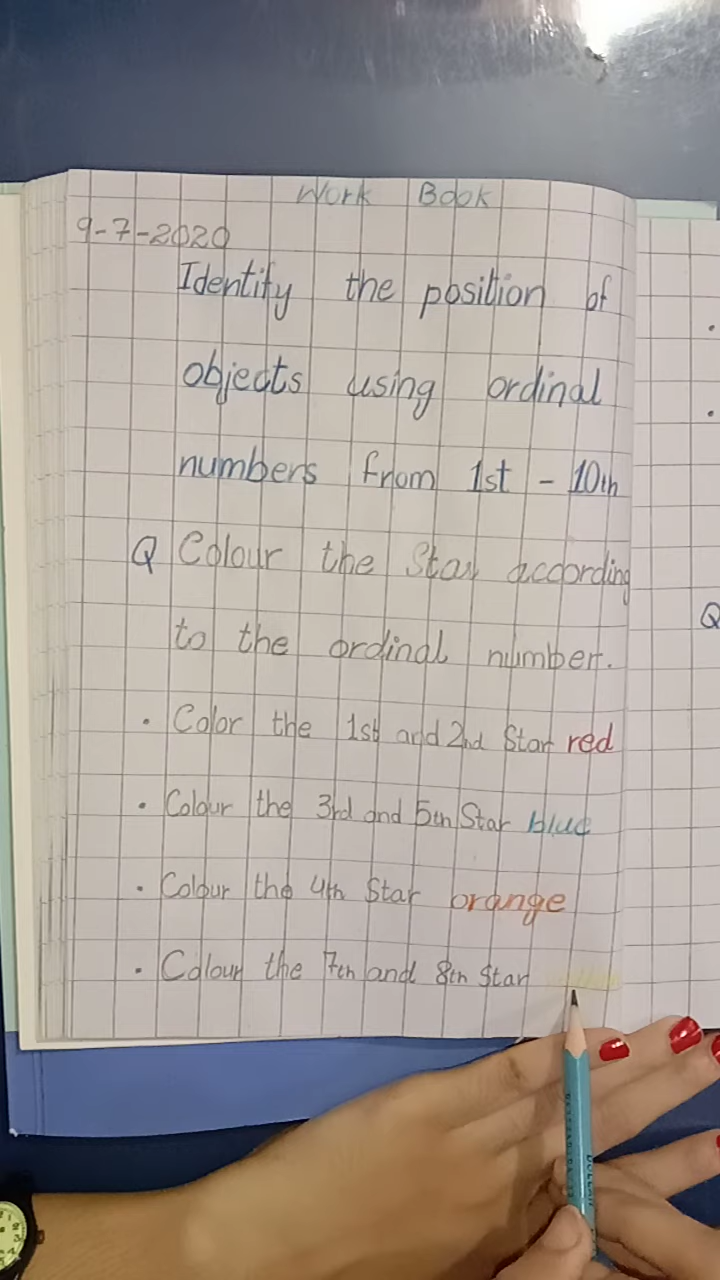 Work Book
9-7-2020
Identify the position of
objects using ordinal
numbers from 1st - 10th
Q Colour the Star according
to the ordinal number.
• Color the 1st and 2nd Star red
• Colour the 3rd and 5th Star blue
• Colour the 4th Star orange
• Colour the 7th and 8th Star
Q